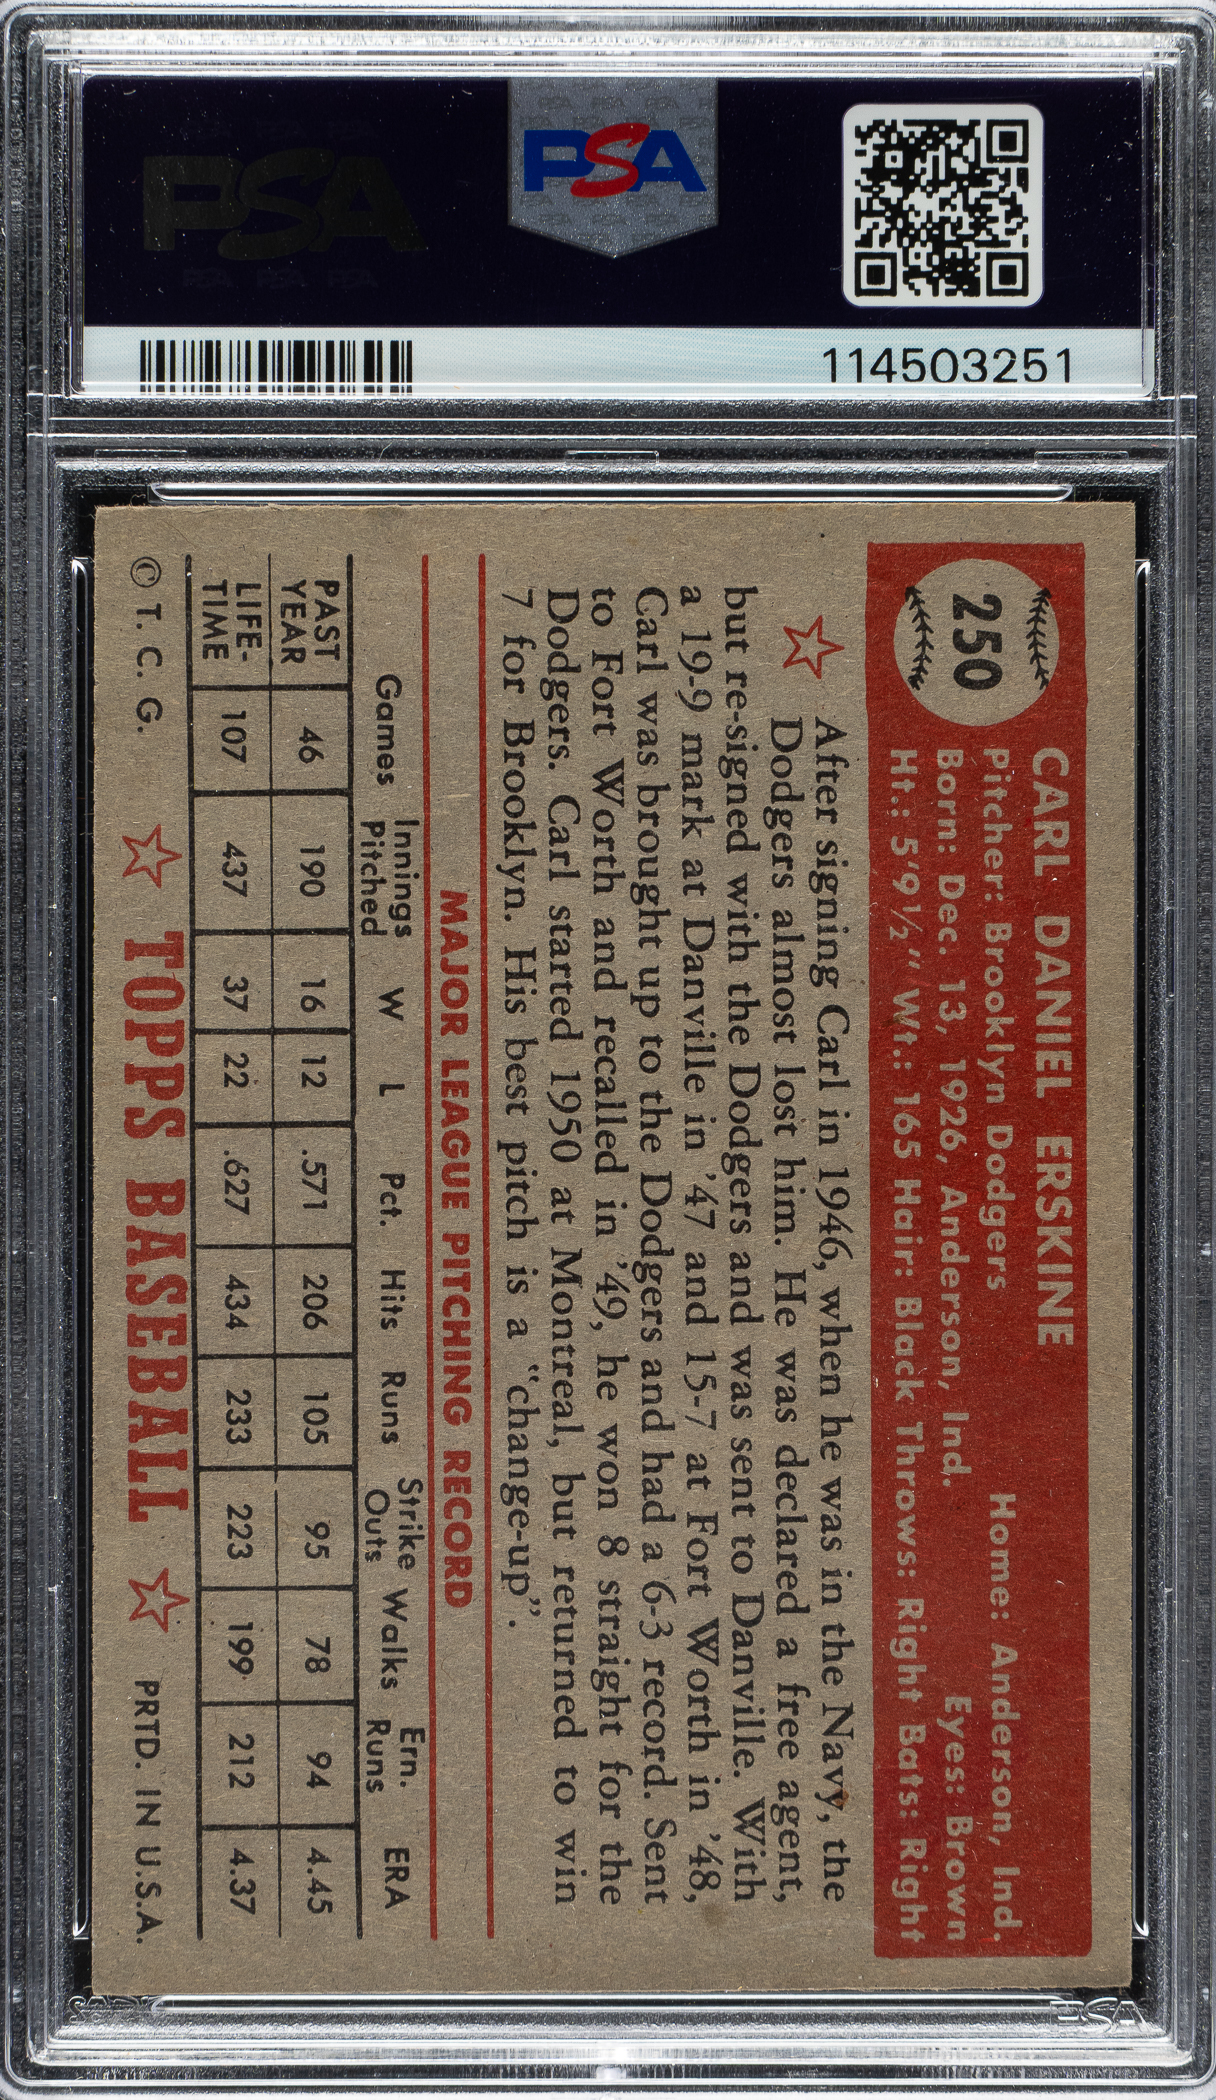 PSA
PSA
114503251
250
CARL DANIEL ERSKINE
Pitcher: Brooklyn Dodgers Home: Anderson, Ind.
Born: Dec. 13, 1926, Anderson, Ind. Eyes: Brown
Ht.: 5'9½" Wt.: 165 Hair: Black Throws: Right Bats: Right
After signing Carl in 1946, when he was in the Navy, the
Dodgers almost lost him. He was declared a free agent,
but re-signed with the Dodgers and was sent to Danville. With
a 19-9 mark at Danville in '47 and 15-7 at Fort Worth in '48,
Carl was brought up to the Dodgers and had a 6-3 record. Sent
to Fort Worth and recalled in '49, he won 8 straight for the
Dodgers. Carl started 1950 at Montreal, but returned to win
7 for Brooklyn. His best pitch is a "change-up".
MAJOR LEAGUE PITCHING RECORD
Games Innings Pitched W L Pct. Hits Runs Strike Outs Walks Ern. Runs ERA
PAST YEAR 46 190 16 12 .571 206 105 95 78 94 4.45
LIFE-TIME 107 437 37 22 .627 434 233 223 199 212 4.37
© T. C. G. TOPPS BASEBALL PRTD. IN U.S.A.
PSA